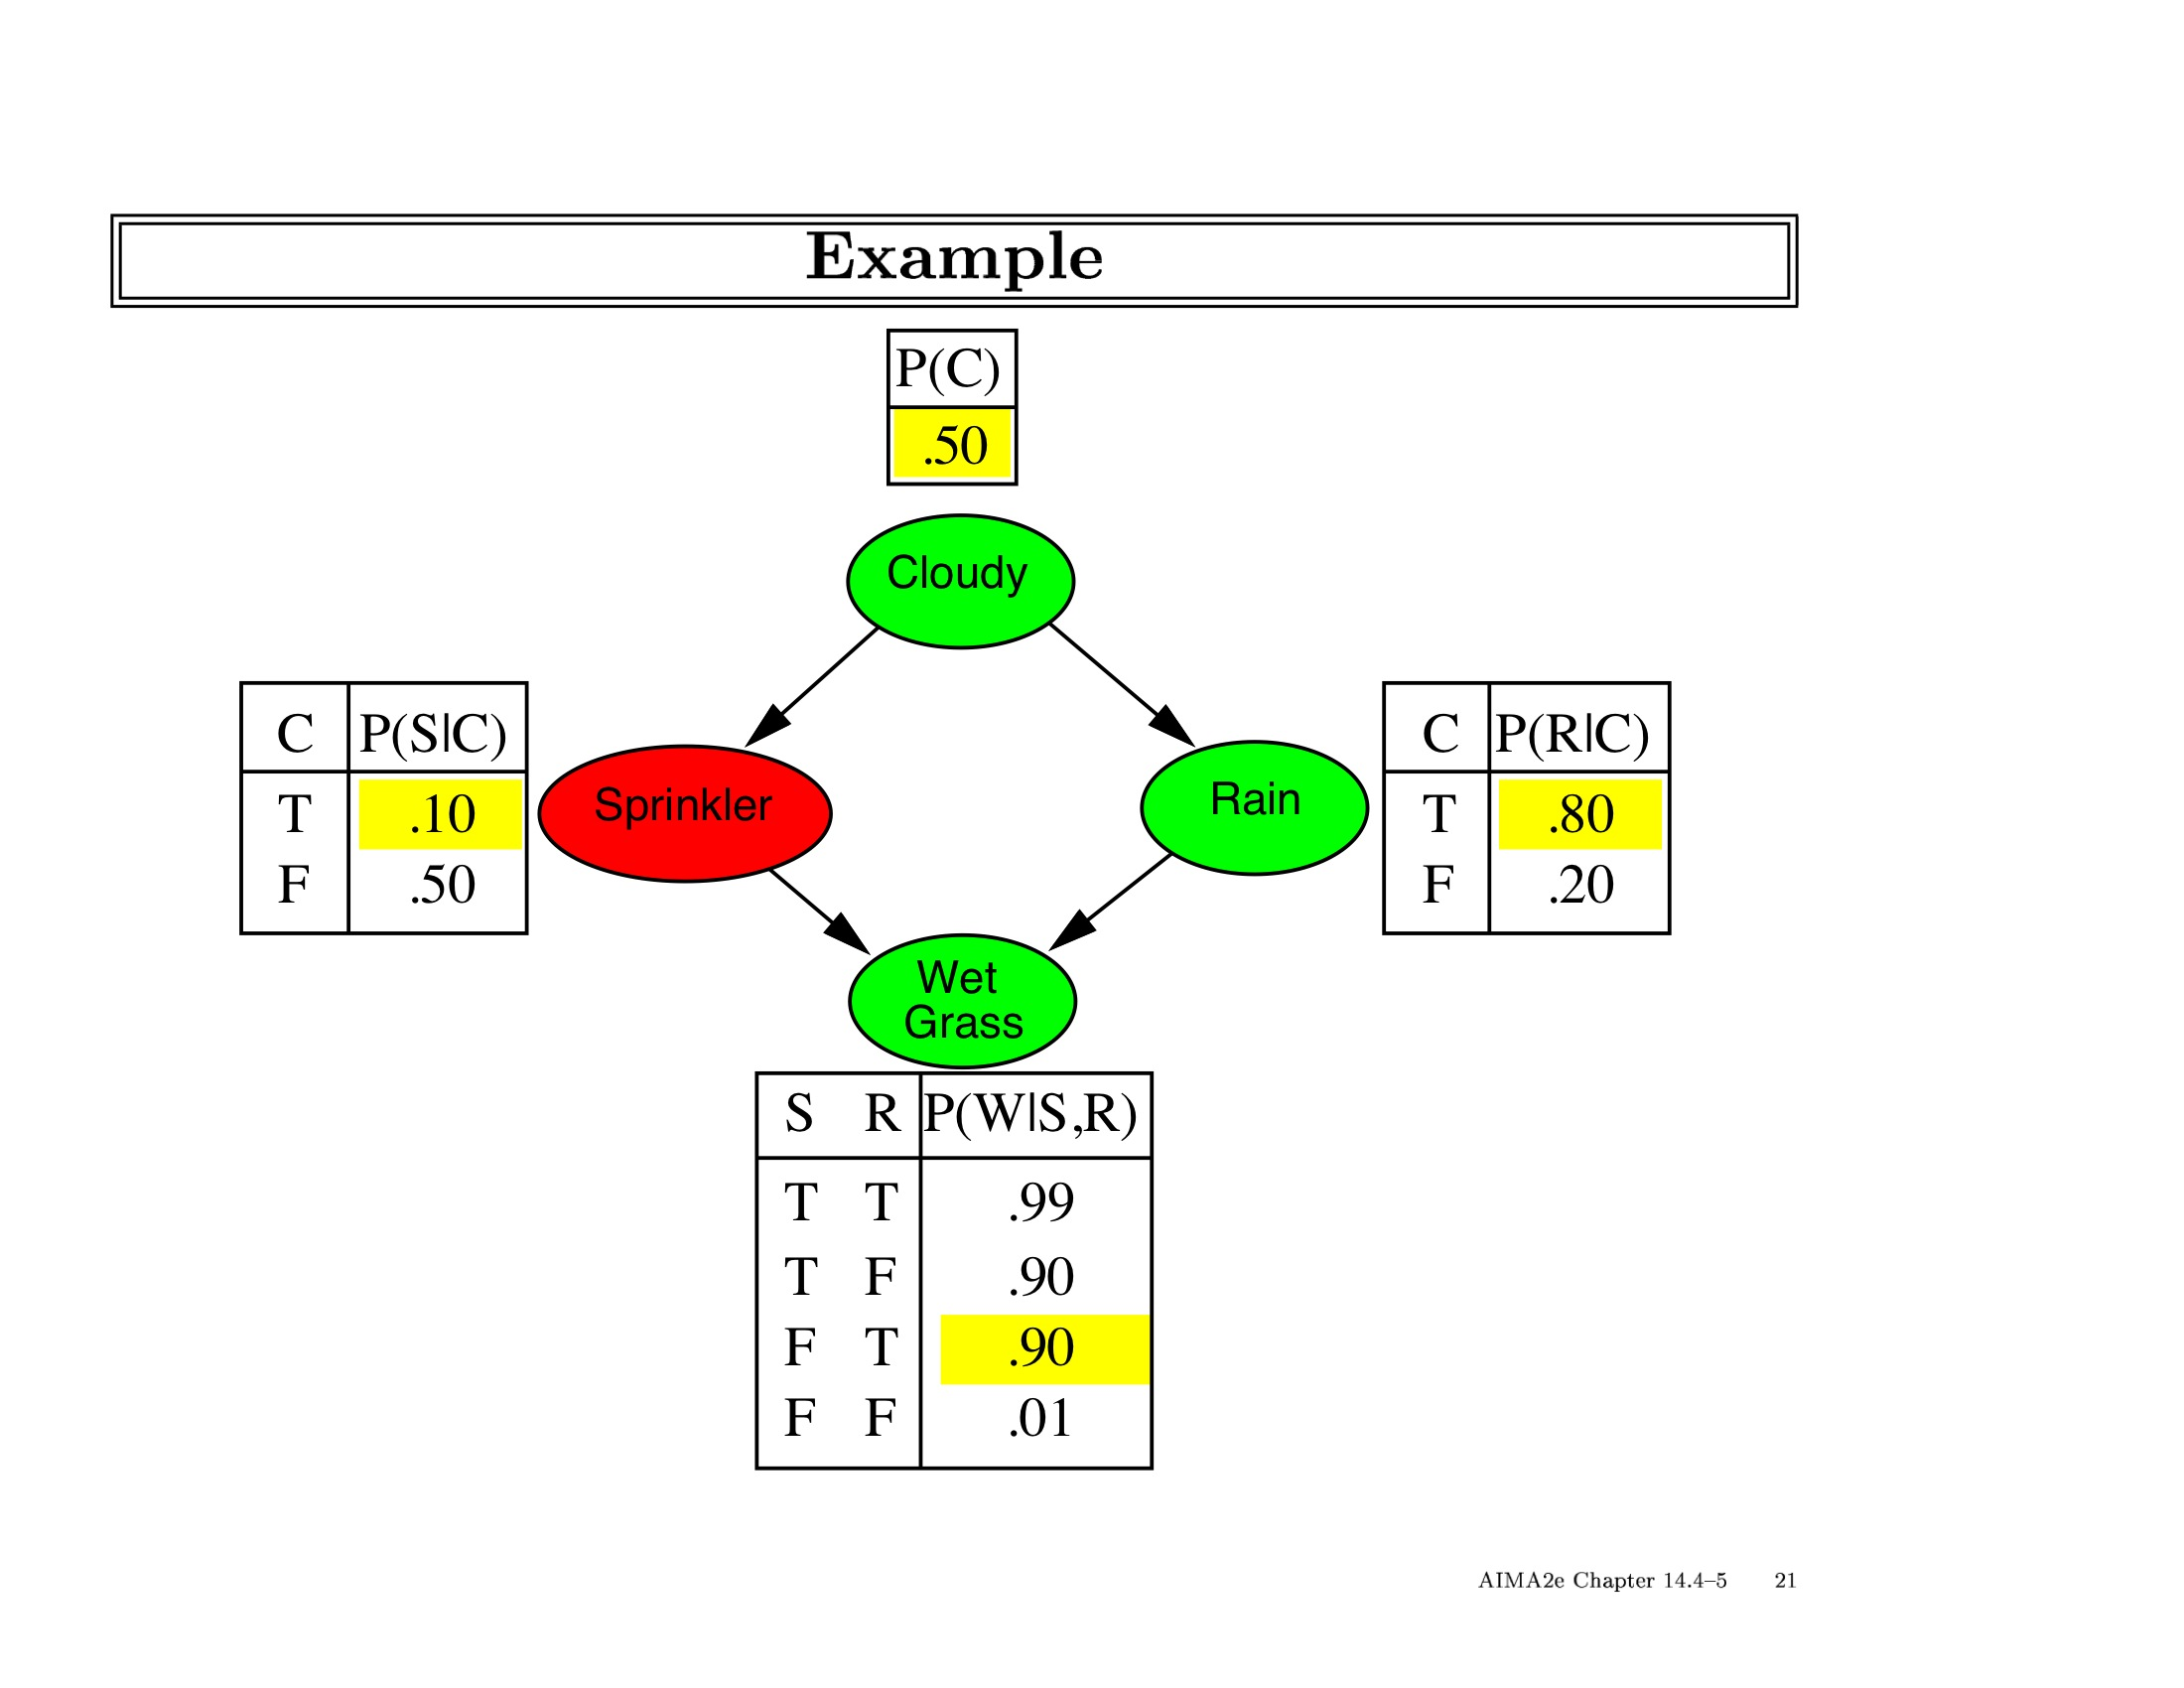 Example
P(C)
.50
Cloudy
C P(S|C)
T .10
F .50
Sprinkler
Rain
C P(R|C)
T .80
F .20
Wet
Grass
S R P(W|S,R)
T T .99
T F .90
F T .90
F F .01
AIMA2e Chapter 14.4–5 21